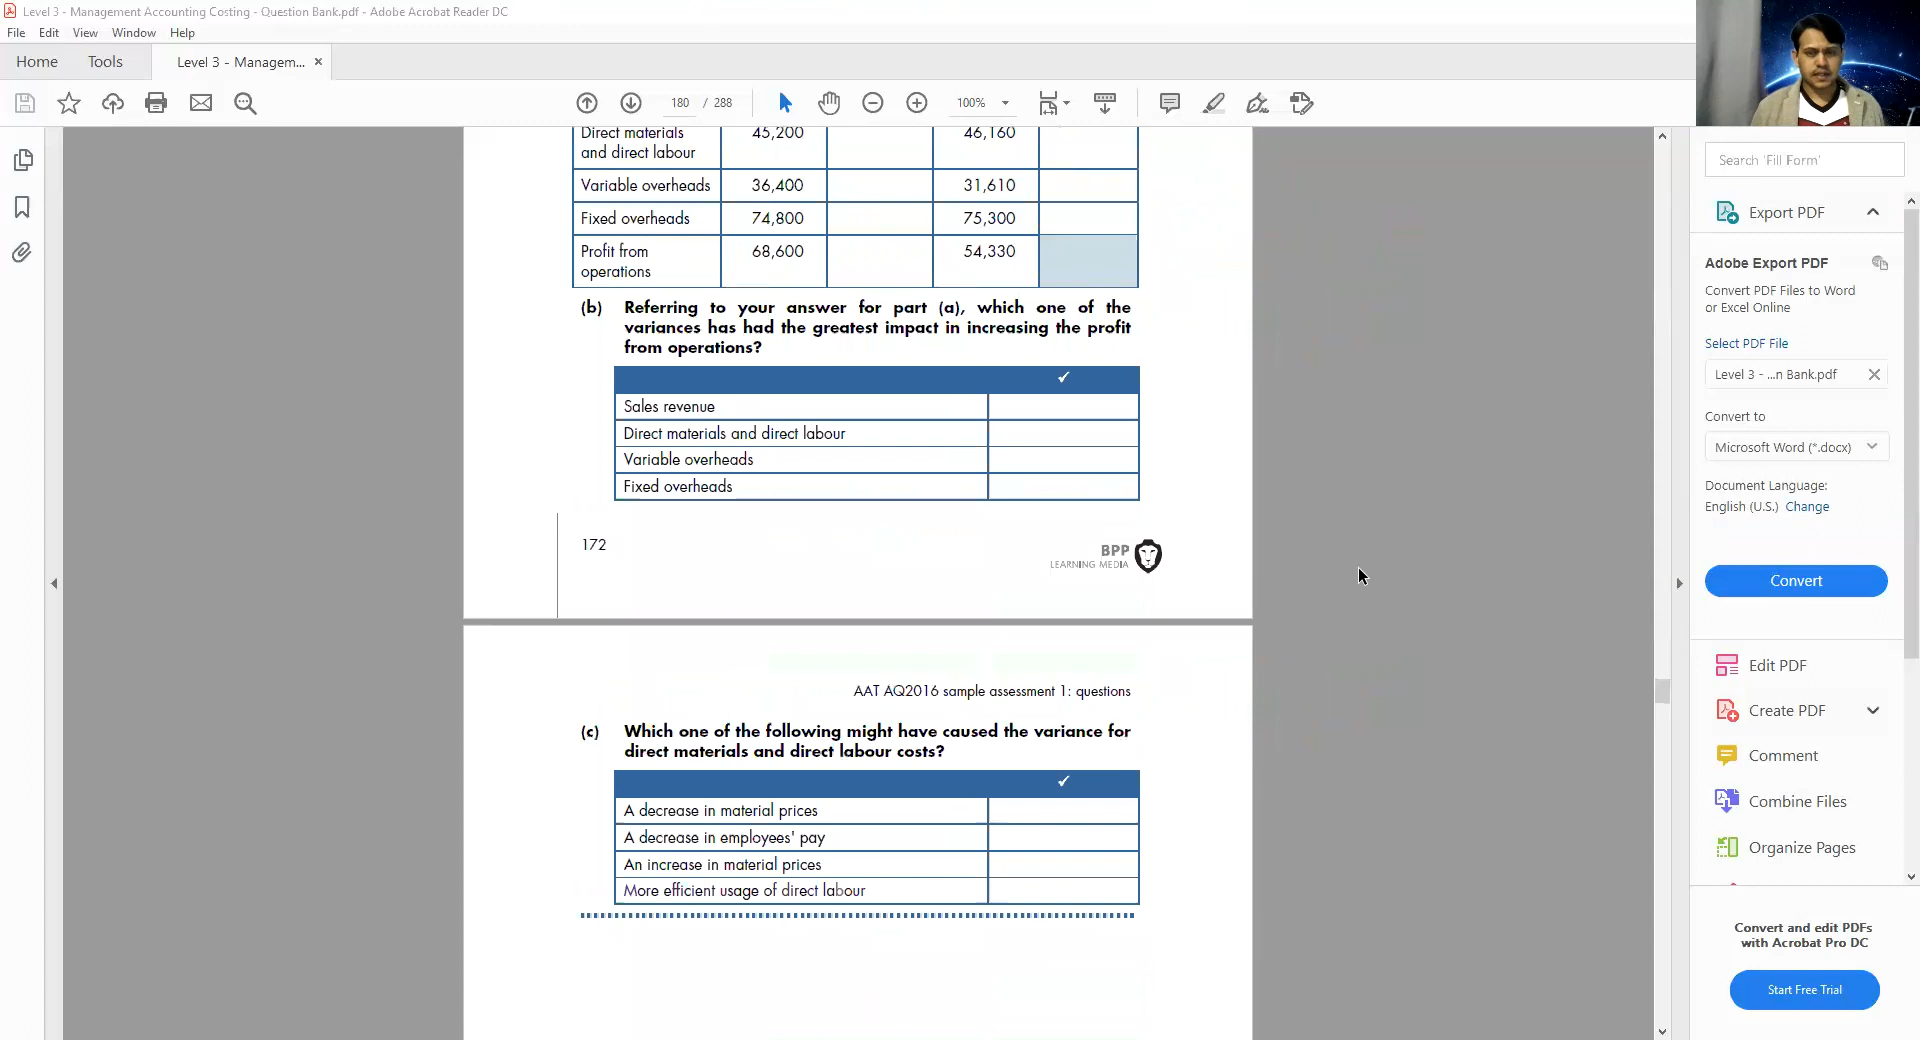 Level 3 - Management Accounting Costing - Question Bank.pdf - Adobe Acrobat Reader DC
File Edit View Window Help
Home Tools Level 3 - Managem... ×
180 / 288 100%
Direct materials and direct labour 45,200 46,160
Variable overheads 36,400 31,610
Fixed overheads 74,800 75,300
Profit from operations 68,600 54,330
(b) Referring to your answer for part (a), which one of the
variances has had the greatest impact in increasing the profit
from operations?
✓
Sales revenue
Direct materials and direct labour
Variable overheads
Fixed overheads
172
BPP
LEARNING MEDIA
AAT AQ2016 sample assessment 1: questions
(c) Which one of the following might have caused the variance for
direct materials and direct labour costs?
✓
A decrease in material prices
A decrease in employees' pay
An increase in material prices
More efficient usage of direct labour
Search 'Fill Form'
Export PDF
Adobe Export PDF
Convert PDF Files to Word
or Excel Online
Select PDF File
Level 3 - ...n Bank.pdf
Convert to
Microsoft Word (*.docx)
Document Language:
English (U.S.) Change
Convert
Edit PDF
Create PDF
Comment
Combine Files
Organize Pages
Convert and edit PDFs
with Acrobat Pro DC
Start Free Trial